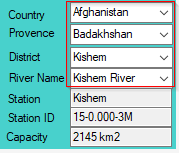 Country Afghanistan
Provence Badakhshan
District Kishem
River Name Kishem River
Station Kishem
Station ID 15-0.000-3M
Capacity 2145 km2